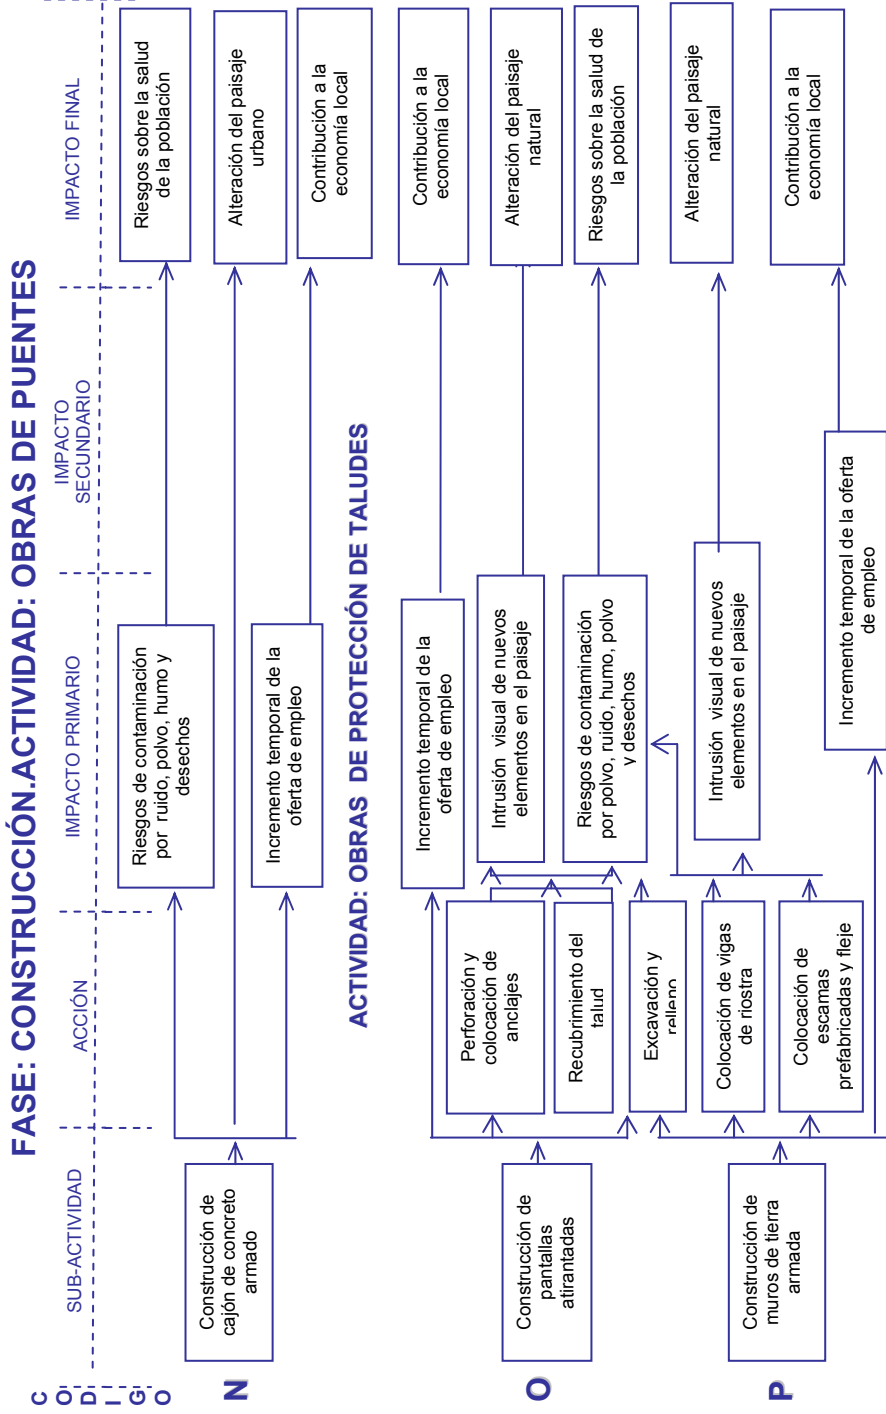 FASE: CONSTRUCCIÓN.ACTIVIDAD: OBRAS DE PUENTES
C
O
D
I
G
O
SUB-ACTIVIDAD
ACCIÓN
IMPACTO PRIMARIO
IMPACTO
SECUNDARIO
IMPACTO FINAL
N
Construcción de
cajón de concreto
armado
Riesgos de contaminación
por ruido, polvo, humo y
desechos
Incremento temporal de la
oferta de empleo
Riesgos sobre la salud
de la población
Alteración del paisaje
urbano
Contribución a la
economía local
ACTIVIDAD: OBRAS DE PROTECCIÓN DE TALUDES
O
Construcción de
pantallas
atirantadas
Perforación y
colocación de
anclajes
Recubrimiento del
talud
Excavación y
relleno
Incremento temporal de la
oferta de empleo
Intrusión visual de nuevos
elementos en el paisaje
Riesgos de contaminación
por polvo, ruido, humo, polvo
y desechos
Contribución a la
economía local
Alteración del paisaje
natural
Riesgos sobre la salud de
la población
P
Construcción de
muros de tierra
armada
Colocación de vigas
de riostra
Colocación de
escamas
prefabricadas y fleje
Intrusión visual de nuevos
elementos en el paisaje
Incremento temporal de la oferta
de empleo
Alteración del paisaje
natural
Contribución a la
economía local